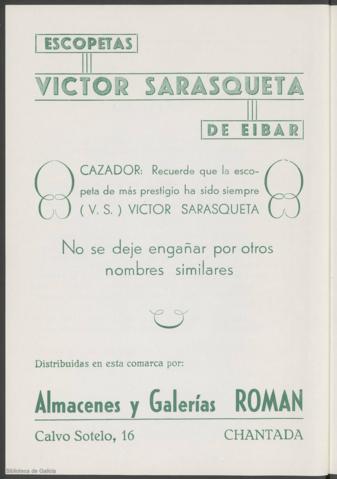 ESCOPETAS
VICTOR SARASQUETA
DE EIBAR
CAZADOR: Recuerde que la esco-
peta de más prestigio ha sido siempre
( V. S. ) VICTOR SARASQUETA
No se deje engañar por otros
nombres similares
Distribuidas en esta comarca por:
Almacenes y Galerías ROMAN
Calvo Sotelo, 16 CHANTADA
Biblioteca de Galicia